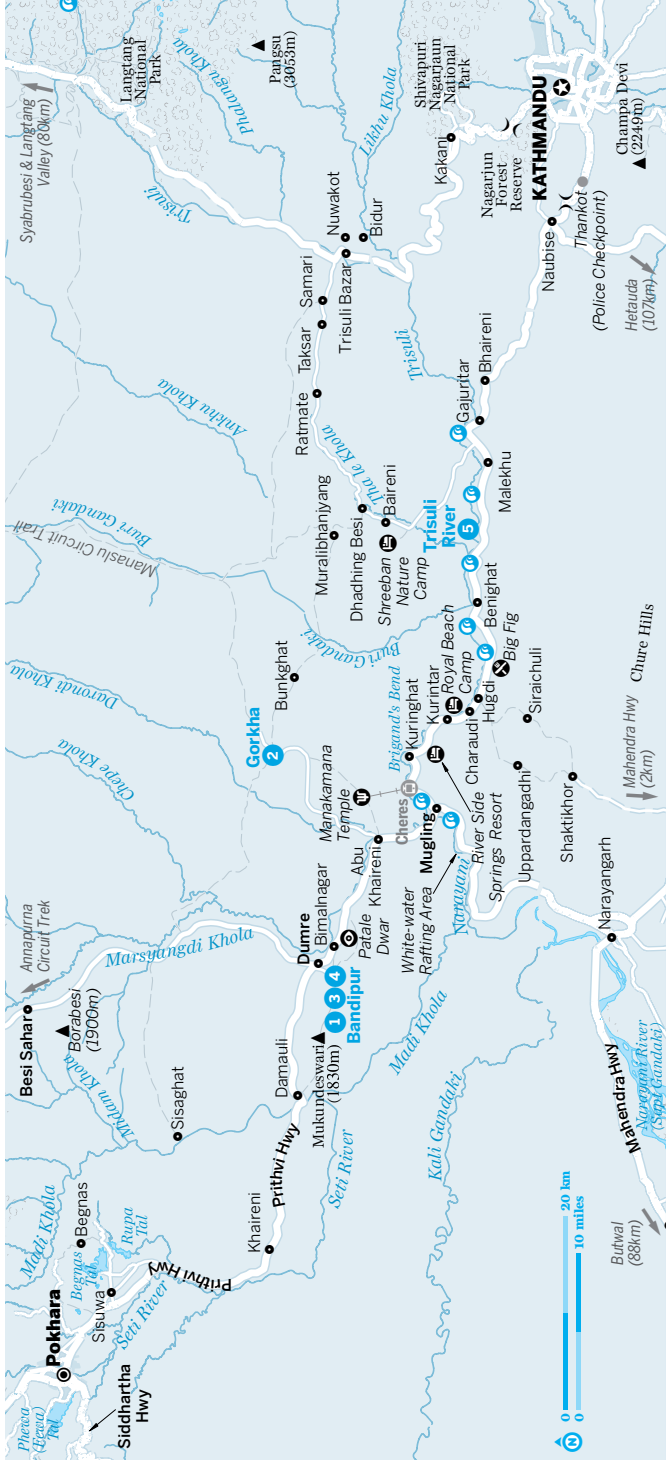 Phewa
(Fewa)
Tal
Pokhara
Siddhartha
Hwy
Sisuwa
Begnas
Tal
Begnas
Rupa
Tal
Madi Khola
Seti River
Prithvi Hwy
Khaireni
Prithvi Hwy
Seti River
Midam Khola
Sisaghat
Besi Sahar
Borabesi
(1900m)
Annapurna
Circuit Trek
Marsyangdi Khola
Damauli
Mukundeswari
(1830m)
Dumre
Bimalnagar
1 3 4
Bandipur
Patale
Dwar
Madi Khola
Kali Gandaki
Chepe Khola
Darondi Khola
Gorkha
2
Bunkghat
Abu
Khaireni
Manakamana
Temple
Cheres
Mugling
White-water
Rafting Area
Narayani
River Side
Springs Resort
Brigand's Bend
Kuringhat
Kurintar
Royal Beach
Camp
Charaudi
Hugdi
Big Fig
Siraichuli
Uppardangadhi
Shaktikhor
Narayangarh
Mahendra Hwy
(2km)
Chure Hills
Mahendra Hwy
Narayani River
(Sapt Gandaki)
Butwal
(88km)
Manaslu Circuit Trail
Buri Gandaki
Buri Gandaki
Ankhu Khola
Muralibhaniyang
Dhadhing Besi
Tha le Khola
Baireni
Shreeban
Nature
Camp
Trisuli
River
5
Benighat
Malekhu
Gajuritar
Bhaireni
Trisuli
Ratmate
Taksar
Samari
Trisuli Bazar
Nuwakot
Bidur
Trisuli
Syabrubesi & Langtang
Valley (80km)
Langtang
National
Park
Phalangu Khola
Pangsu
(3053m)
Likhu Khola
Shivapuri
Nagarjaun
National
Park
Kakani
Nagarjun
Forest
Reserve
KATHMANDU
Champa Devi
(2249m)
Naubise
Thankot
(Police Checkpoint)
Hetauda
(107km)
N
0 20 km
0 10 miles